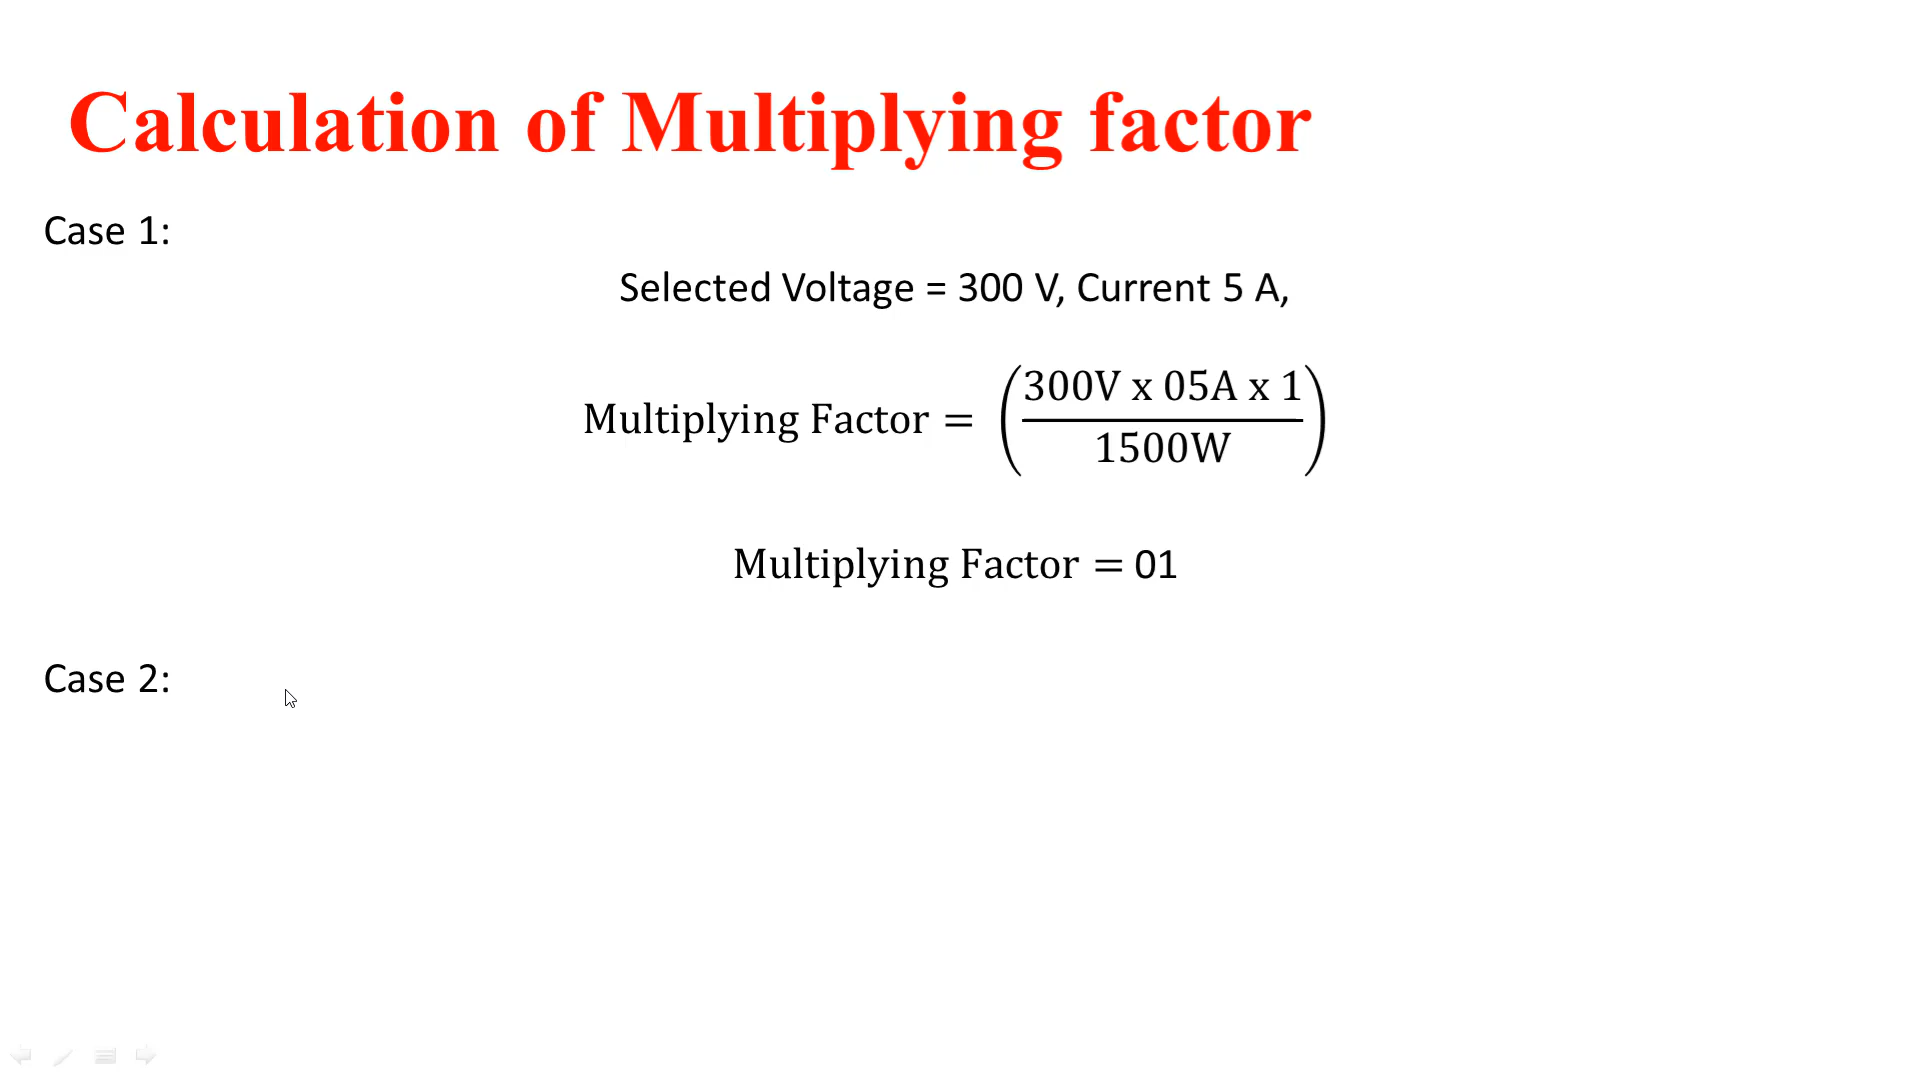 Calculation of Multiplying factor
Case 1:
Selected Voltage = 300 V, Current 5 A,
Multiplying Factor = (300V x 05A x 1 / 1500W)
Multiplying Factor = 01
Case 2: